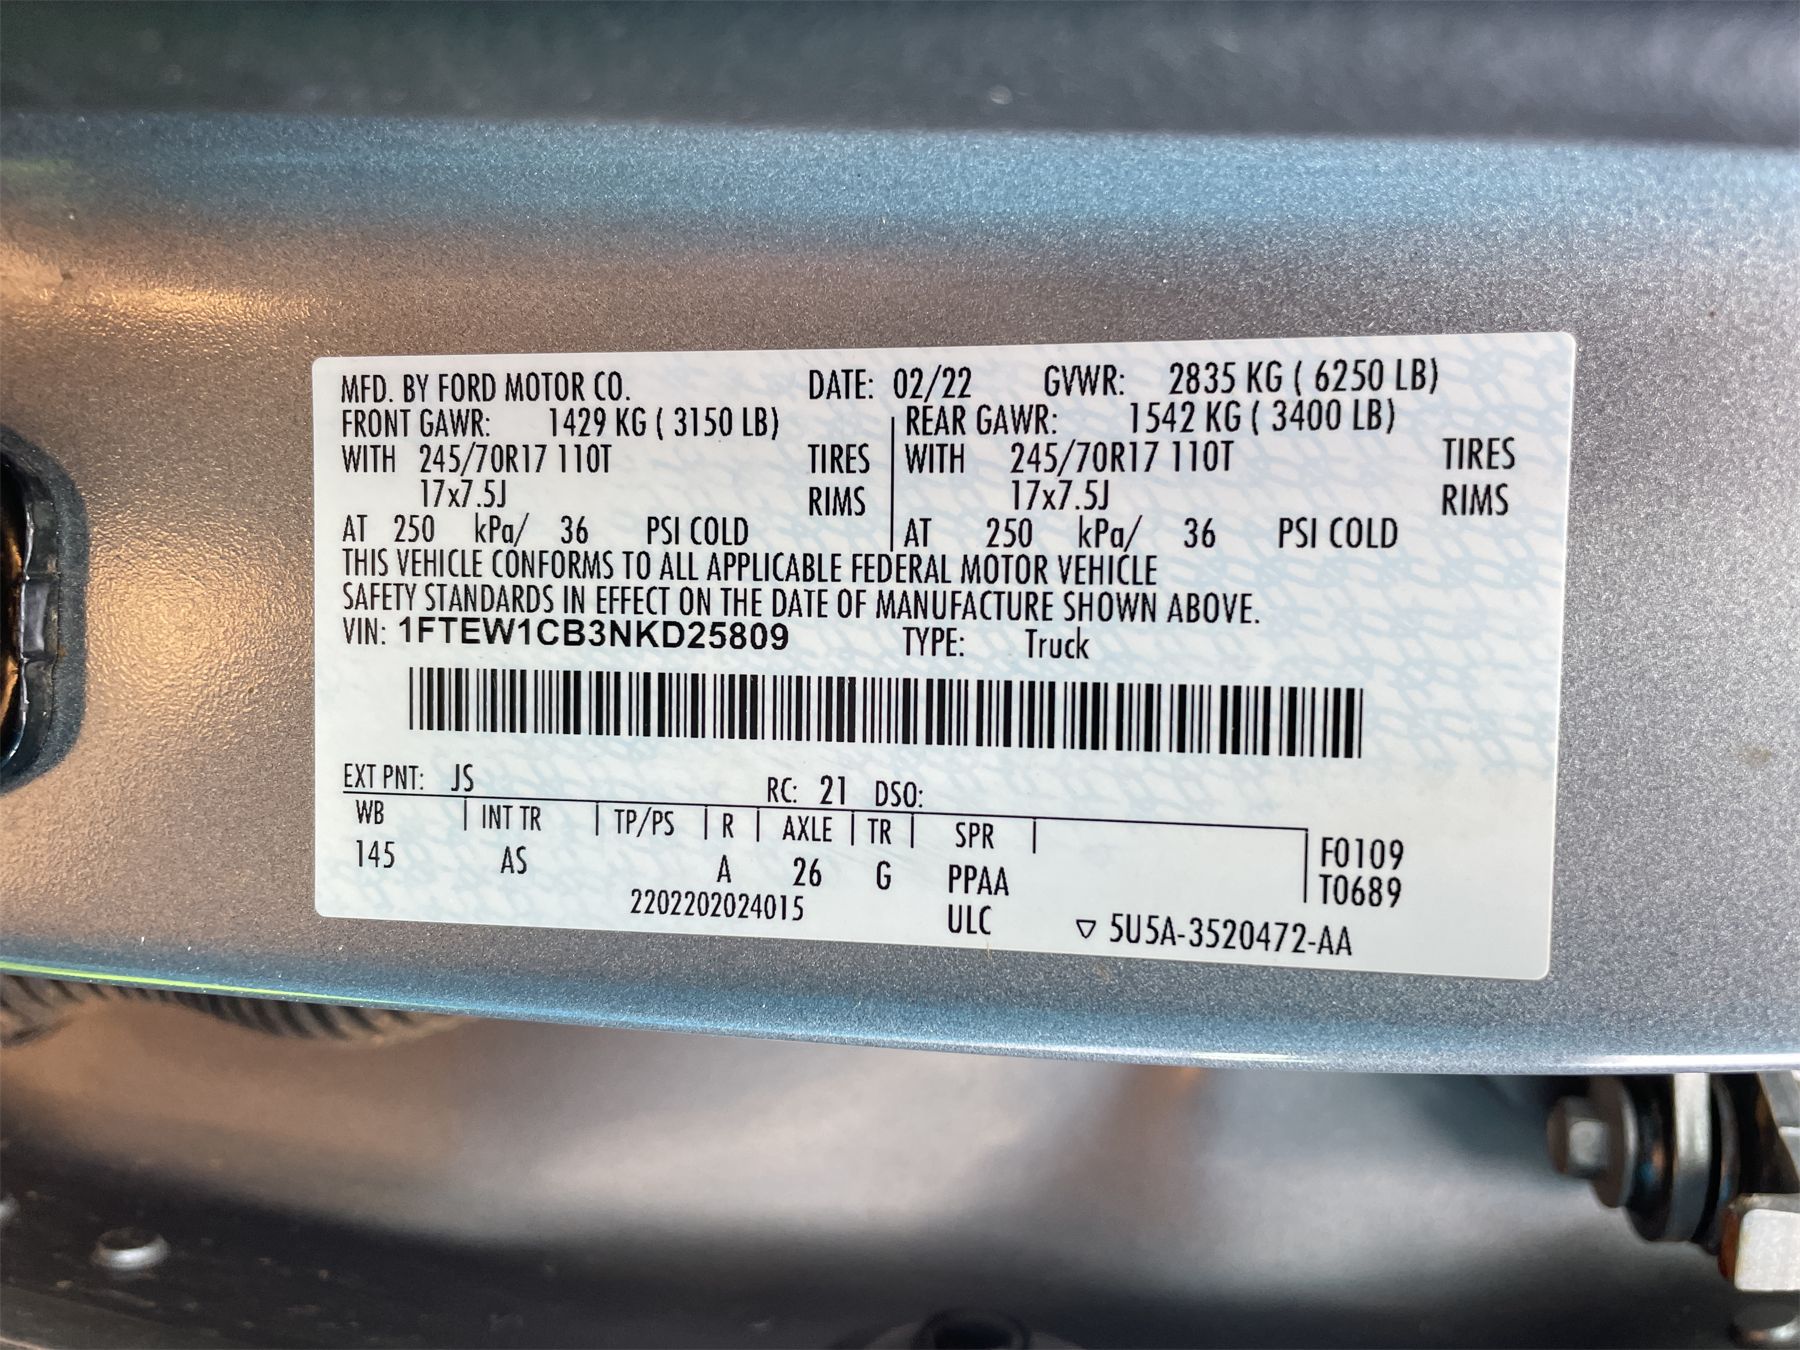 MFD. BY FORD MOTOR CO. DATE: 02/22 GVWR: 2835 KG ( 6250 LB)
FRONT GAWR: 1429 KG ( 3150 LB) REAR GAWR: 1542 KG ( 3400 LB)
WITH 245/70R17 110T TIRES WITH 245/70R17 110T TIRES
17x7.5J RIMS 17x7.5J RIMS
AT 250 kPa/ 36 PSI COLD AT 250 kPa/ 36 PSI COLD
THIS VEHICLE CONFORMS TO ALL APPLICABLE FEDERAL MOTOR VEHICLE
SAFETY STANDARDS IN EFFECT ON THE DATE OF MANUFACTURE SHOWN ABOVE.
VIN: 1FTEW1CB3NKD25809 TYPE: Truck
EXT PNT: JS RC: 21 DSO:
WB INT TR TP/PS R AXLE TR SPR F0109
145 AS A 26 G PPAA T0689
2202202024015 ULC ▽ 5U5A-3520472-AA